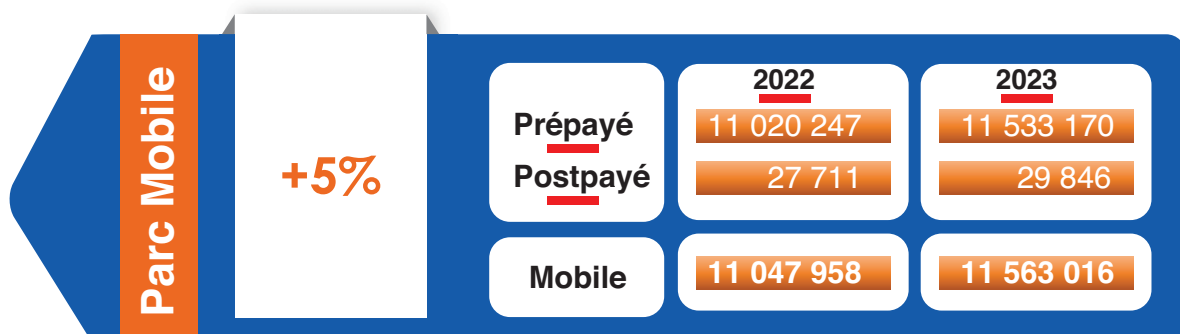 Parc Mobile
+5%
2022 2023
Prépayé 11 020 247 11 533 170
Postpayé 27 711 29 846
Mobile 11 047 958 11 563 016